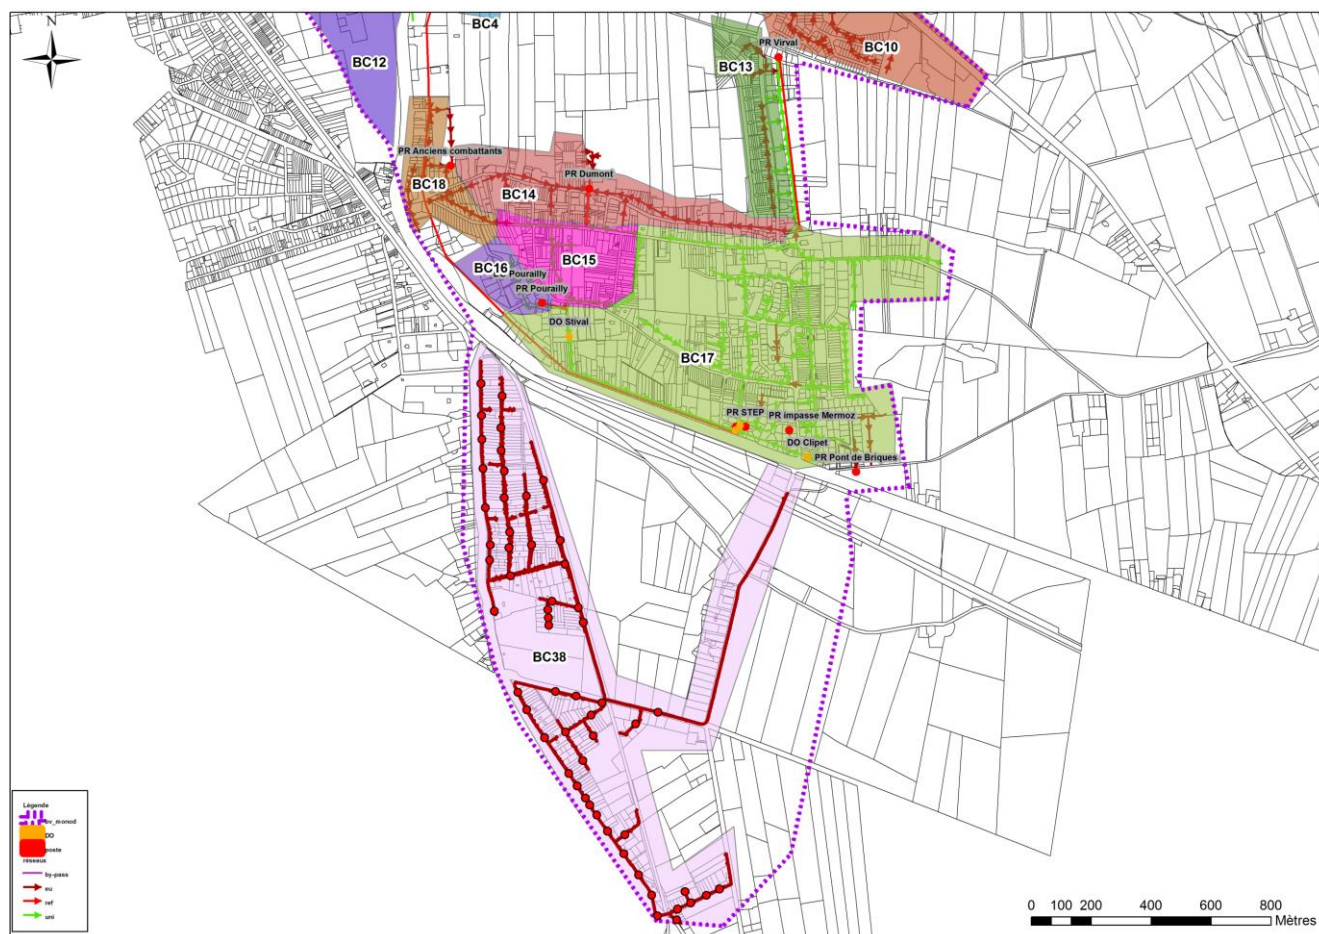 N
BC4
BC12
PR Virval
BC10
BC13
PR Anciens combattants
PR Dumont
BC18
BC14
BC15
BC16
Pourailly
PR Pourailly
DO Stival
BC17
PR STEP
PR impasse Mermoz
DO Clipet
PR Pont de Briques
BC38
Légende
bv_monod
DO
poste
réseaux
by-pass
eu
ref
uni
0 100 200 400 600 800
Mètres